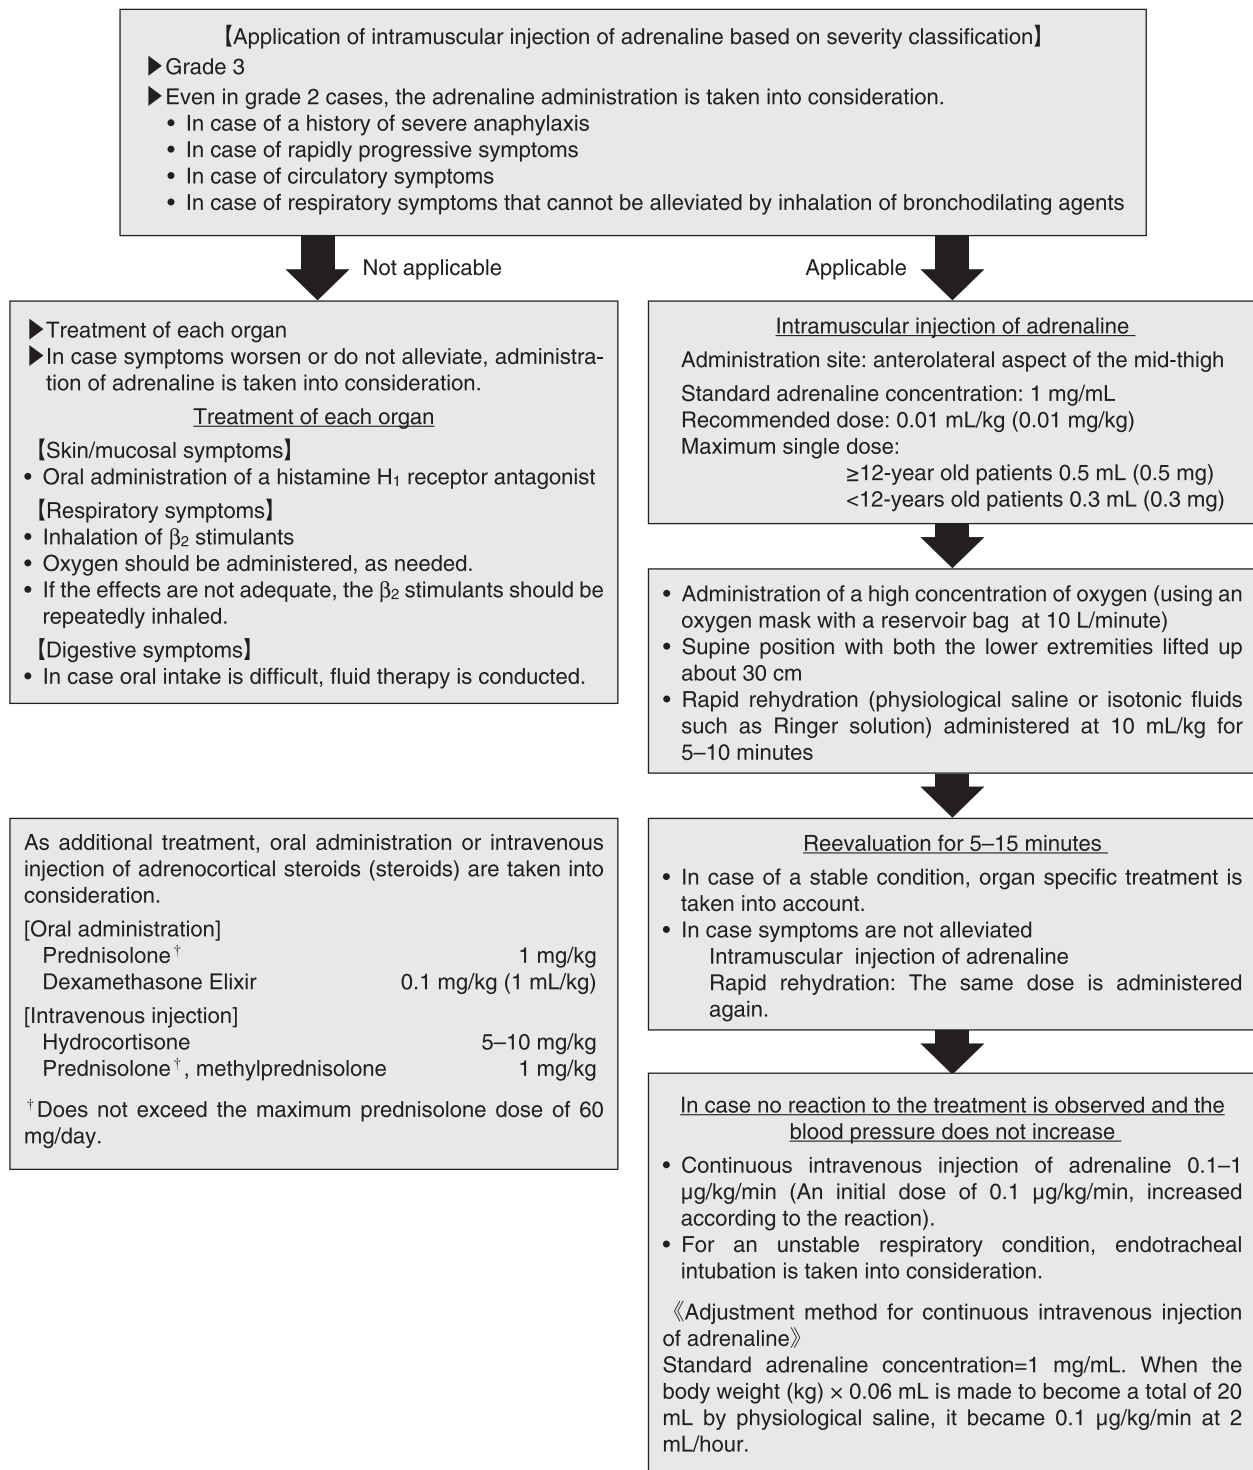 【Application of intramuscular injection of adrenaline based on severity classification】
▶Grade 3
▶Even in grade 2 cases, the adrenaline administration is taken into consideration.
• In case of a history of severe anaphylaxis
• In case of rapidly progressive symptoms
• In case of circulatory symptoms
• In case of respiratory symptoms that cannot be alleviated by inhalation of bronchodilating agents
Not applicable
Applicable
▶Treatment of each organ
▶In case symptoms worsen or do not alleviate, administra-
tion of adrenaline is taken into consideration.
Treatment of each organ
【Skin/mucosal symptoms】
• Oral administration of a histamine H₁ receptor antagonist
【Respiratory symptoms】
• Inhalation of β₂ stimulants
• Oxygen should be administered, as needed.
• If the effects are not adequate, the β₂ stimulants should be
repeatedly inhaled.
【Digestive symptoms】
• In case oral intake is difficult, fluid therapy is conducted.
Intramuscular injection of adrenaline
Administration site: anterolateral aspect of the mid-thigh
Standard adrenaline concentration: 1 mg/mL
Recommended dose: 0.01 mL/kg (0.01 mg/kg)
Maximum single dose:
≥12-year old patients 0.5 mL (0.5 mg)
<12-years old patients 0.3 mL (0.3 mg)
• Administration of a high concentration of oxygen (using an
oxygen mask with a reservoir bag at 10 L/minute)
• Supine position with both the lower extremities lifted up
about 30 cm
• Rapid rehydration (physiological saline or isotonic fluids
such as Ringer solution) administered at 10 mL/kg for
5–10 minutes
As additional treatment, oral administration or intravenous
injection of adrenocortical steroids (steroids) are taken into
consideration.
[Oral administration]
Prednisolone† 1 mg/kg
Dexamethasone Elixir 0.1 mg/kg (1 mL/kg)
[Intravenous injection]
Hydrocortisone 5–10 mg/kg
Prednisolone†, methylprednisolone 1 mg/kg
†Does not exceed the maximum prednisolone dose of 60
mg/day.
Reevaluation for 5–15 minutes
• In case of a stable condition, organ specific treatment is
taken into account.
• In case symptoms are not alleviated
Intramuscular injection of adrenaline
Rapid rehydration: The same dose is administered
again.
In case no reaction to the treatment is observed and the
blood pressure does not increase
• Continuous intravenous injection of adrenaline 0.1–1
μg/kg/min (An initial dose of 0.1 μg/kg/min, increased
according to the reaction).
• For an unstable respiratory condition, endotracheal
intubation is taken into consideration.
《Adjustment method for continuous intravenous injection
of adrenaline》
Standard adrenaline concentration=1 mg/mL. When the
body weight (kg) × 0.06 mL is made to become a total of 20
mL by physiological saline, it became 0.1 μg/kg/min at 2
mL/hour.